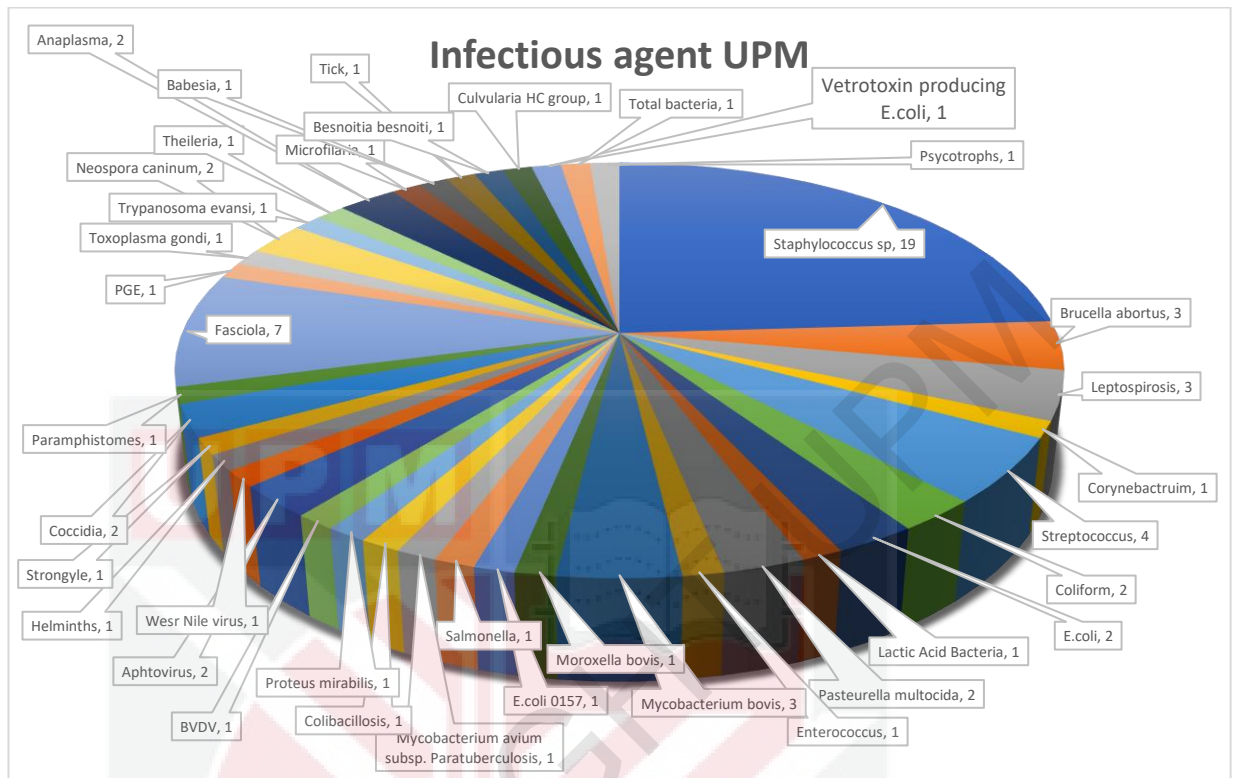 Infectious agent UPM
Anaplasma, 2
Babesia, 1
Tick, 1
Besnoitia besnoiti, 1
Culvularia HC group, 1
Total bacteria, 1
Vetrotoxin producing
E.coli, 1
Psycotrophs, 1
Theileria, 1
Microfilaria, 1
Neospora caninum, 2
Trypanosoma evansi, 1
Toxoplasma gondi, 1
PGE, 1
Fasciola, 7
Staphylococcus sp, 19
Brucella abortus, 3
Leptospirosis, 3
Corynebactruim, 1
Streptococcus, 4
Coliform, 2
E.coli, 2
Lactic Acid Bacteria, 1
Pasteurella multocida, 2
Enterococcus, 1
Mycobacterium bovis, 3
Moroxella bovis, 1
E.coli 0157, 1
Salmonella, 1
Mycobacterium avium
subsp. Paratuberculosis, 1
Colibacillosis, 1
Proteus mirabilis, 1
BVDV, 1
Aphtovirus, 2
Wesr Nile virus, 1
Helminths, 1
Strongyle, 1
Coccidia, 2
Paramphistomes, 1
UPM
UPM